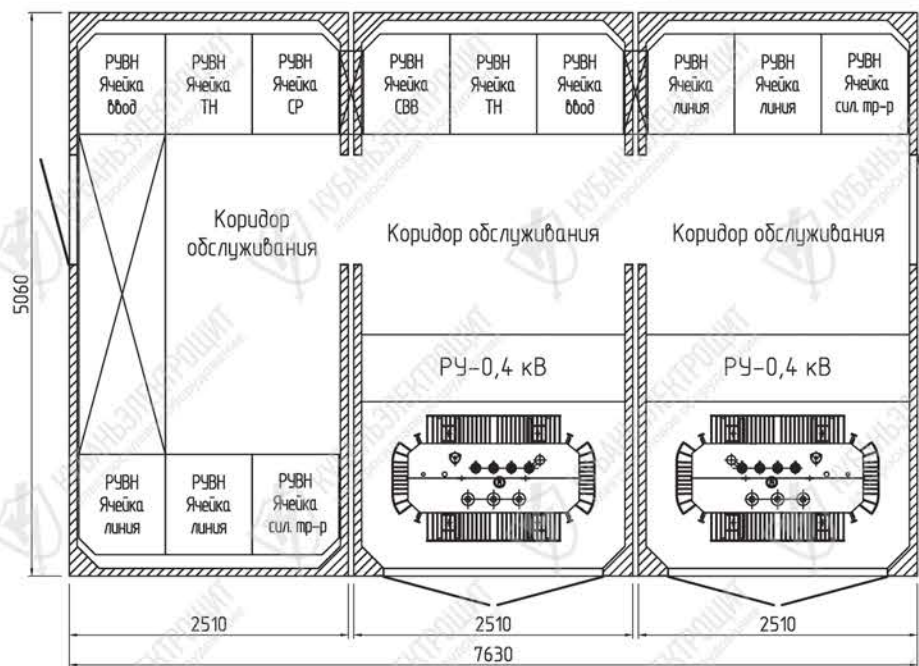 РУВН
Ячейка
ввод
РУВН
Ячейка
ТН
РУВН
Ячейка
СР
РУВН
Ячейка
СВВ
РУВН
Ячейка
ТН
РУВН
Ячейка
ввод
РУВН
Ячейка
линия
РУВН
Ячейка
линия
РУВН
Ячейка
сил. тр-р
Коридор
обслуживания
Коридор обслуживания
Коридор обслуживания
5060
РУ-0,4 кВ
РУ-0,4 кВ
РУВН
Ячейка
линия
РУВН
Ячейка
линия
РУВН
Ячейка
сил. тр-р
2510
2510
2510
7630
КУБАНЬЭЛЕКТРОЩИТ
электрощитовое оборудование